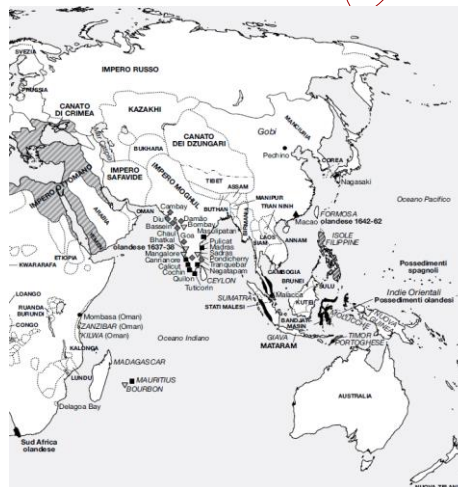 SVEZIA
PRUSSIA
IMPERO RUSSO
CANATO
DI CRIMEA
KAZAKHI
CANATO
DEI DZUNGARI
Gobi
MANCIURIA
Pechino
COREA
Nagasaki
BUKHARA
IMPERO
SAFAVIDE
IMPERO MOGHUL
TIBET
ASSAM
BUTHAN
MANIPUR
TRAN NINH
IMPERO OTTOMANO
ARABIA
OMAN
Cambay
Diu
Damão
Bassein
Bombay
Chaul
Goa
Masulipatan
Bhatkal
olandese 1637-38
Pulicat
Mangalore
Madras
Cannanore
Sadras
Calicut
Pondicherry
Cochin
Tranquebar
Quilon
Negatapam
Tuticorin
CEYLON
BIRMANIA
LAOS
SIAM
ANNAM
CAMBOGIA
Macao
FORMOSA
olandese 1642-62
Oceano Pacifico
ISOLE
FILIPPINE
Possedimenti
spagnoli
SULU
BRUNEI
Indie Orientali
Possedimenti olandesi
Malacca
KUTEI
SUMATRA
STATI MALESI
BANDJAR-
MASIN
NUOVA
GIAVA
MATARAM
TIMOR
PORTOGHESE
ETIOPIA
KWARARAFA
LOANGO
RUANDA
BURUNDI
CONGO
Mombasa (Oman)
ZANZIBAR (Oman)
KILWA (Oman)
KALONGA
Oceano Indiano
MADAGASCAR
LUNDU
MAURITIUS
BOURBON
Delagoa Bay
Sud Africa
olandese
AUSTRALIA